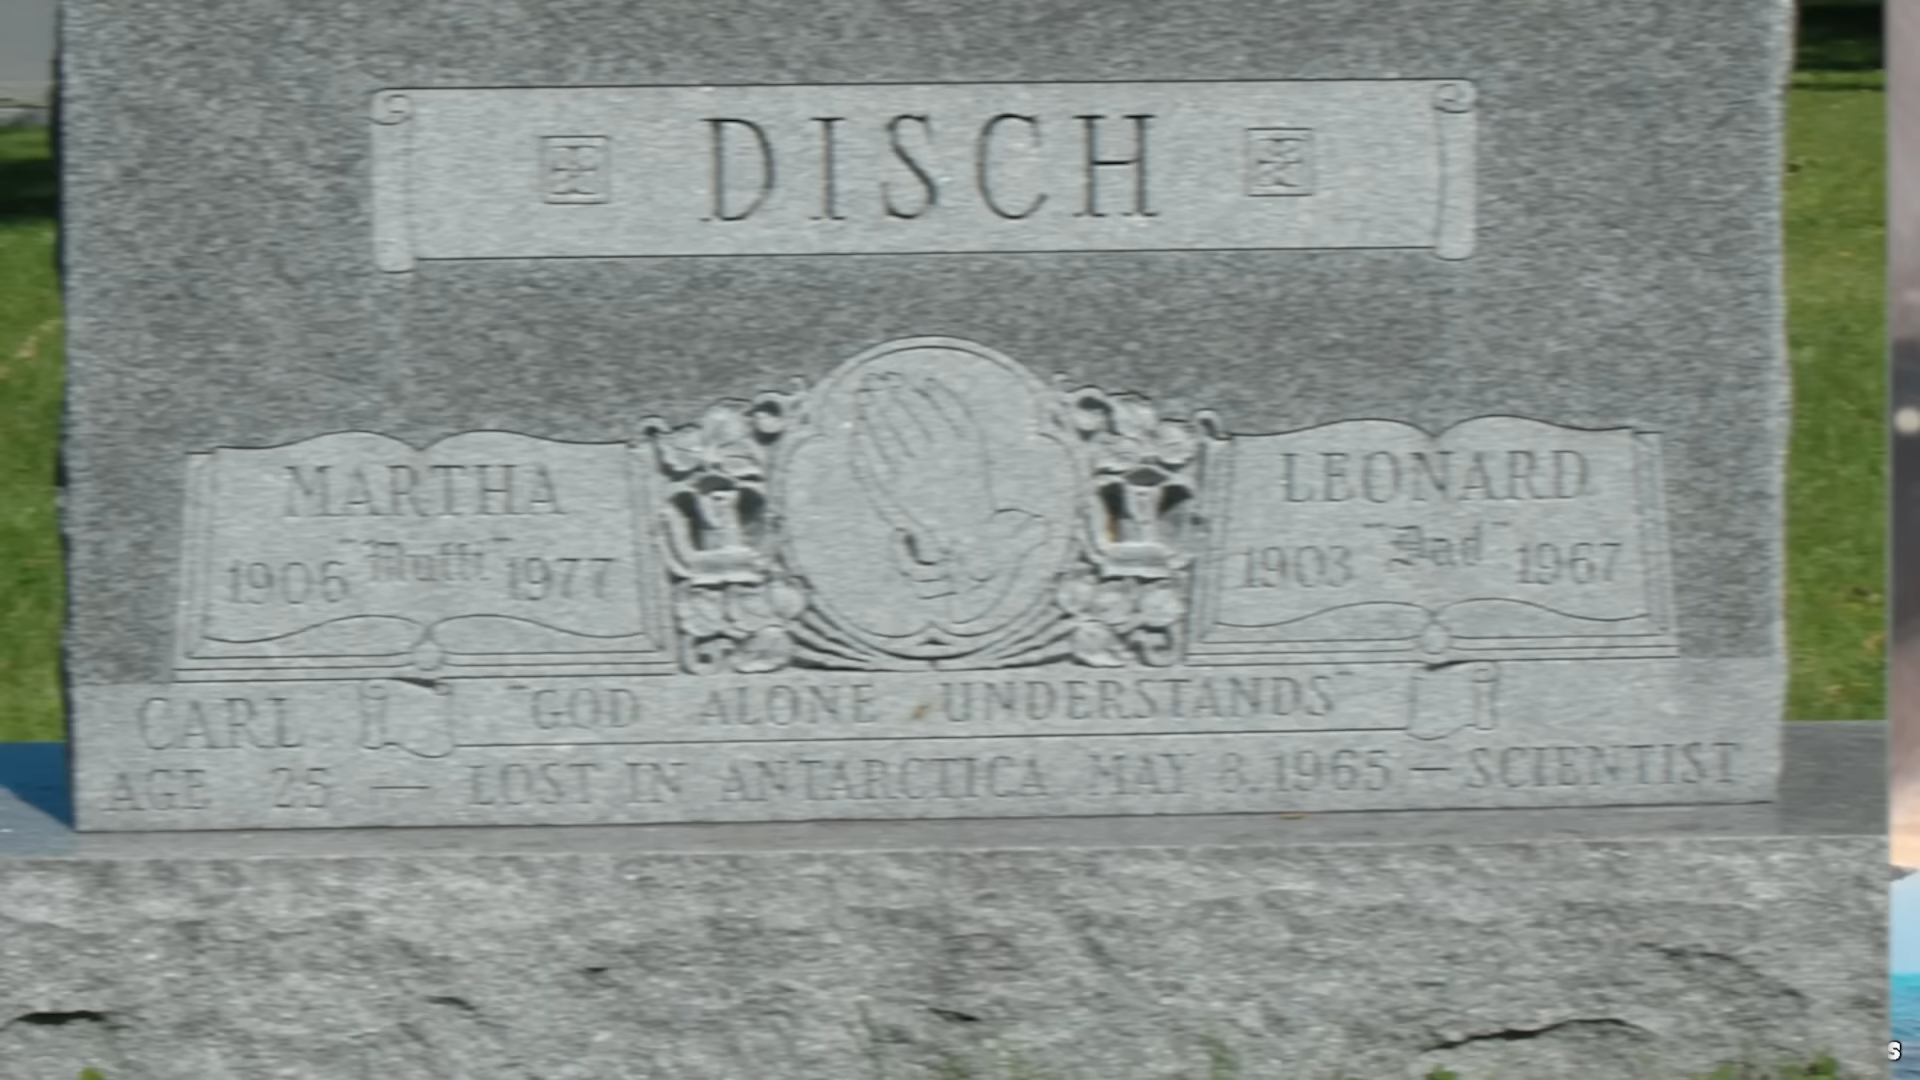 DISCH
MARTHA
1906 "Mutti" 1977
LEONARD
1903 "Dad" 1967
CARL "GOD ALONE UNDERSTANDS"
AGE 25 — LOST IN ANTARCTICA MAY 8, 1965 — SCIENTIST
S